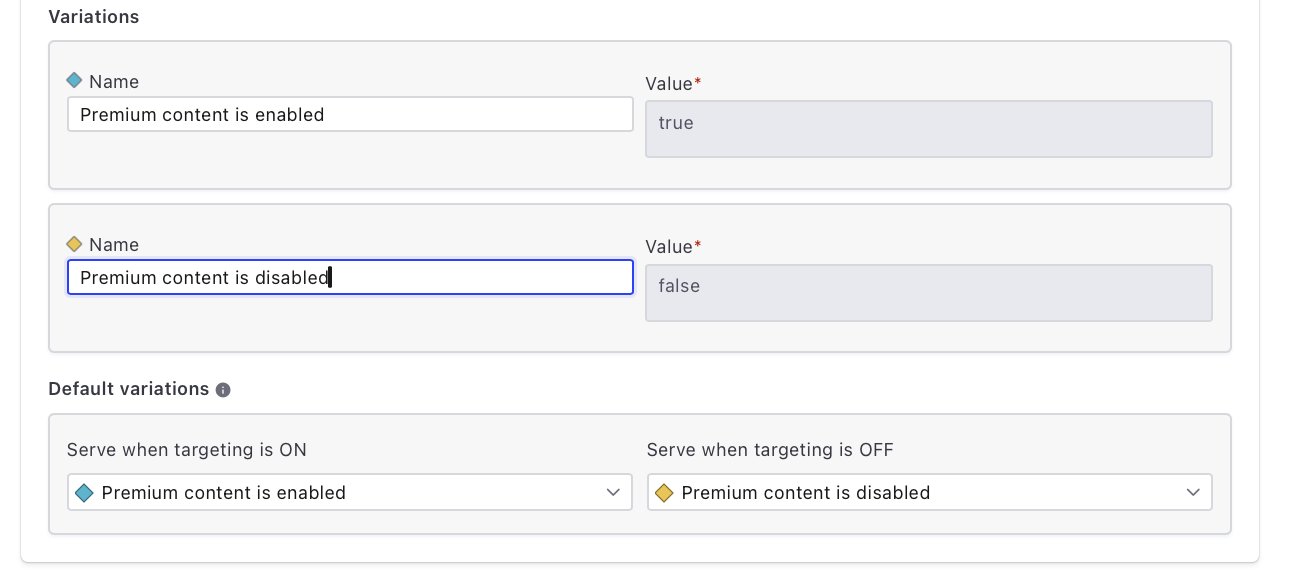 Variations
Name
Value*
Premium content is enabled
true
Name
Value*
Premium content is disabled
false
Default variations
Serve when targeting is ON
Serve when targeting is OFF
Premium content is enabled
Premium content is disabled